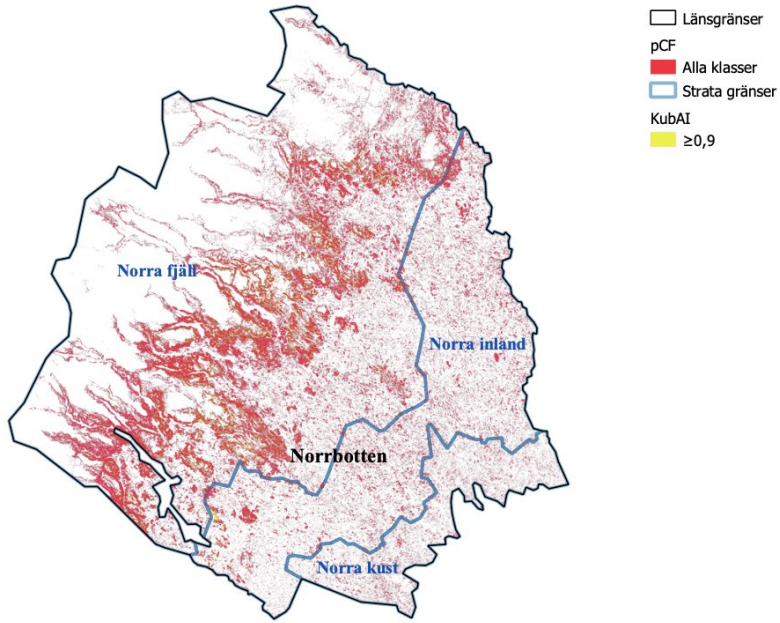 Länsgränser
pCF
Alla klasser
Strata gränser
KubAI
≥0,9
Norra fjäll
Norra inland
Norrbotten
Norra kust